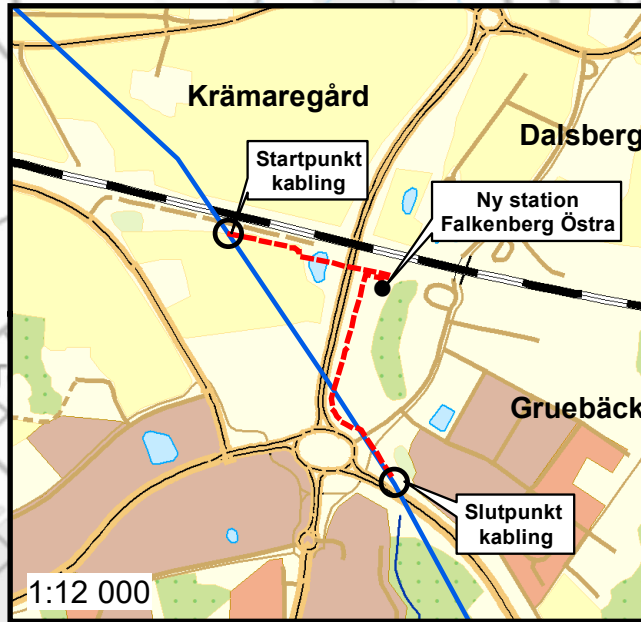 Krämaregård
Dalsberg
Startpunkt
kabling
Ny station
Falkenberg Östra
Gruebäck
Slutpunkt
kabling
1:12 000